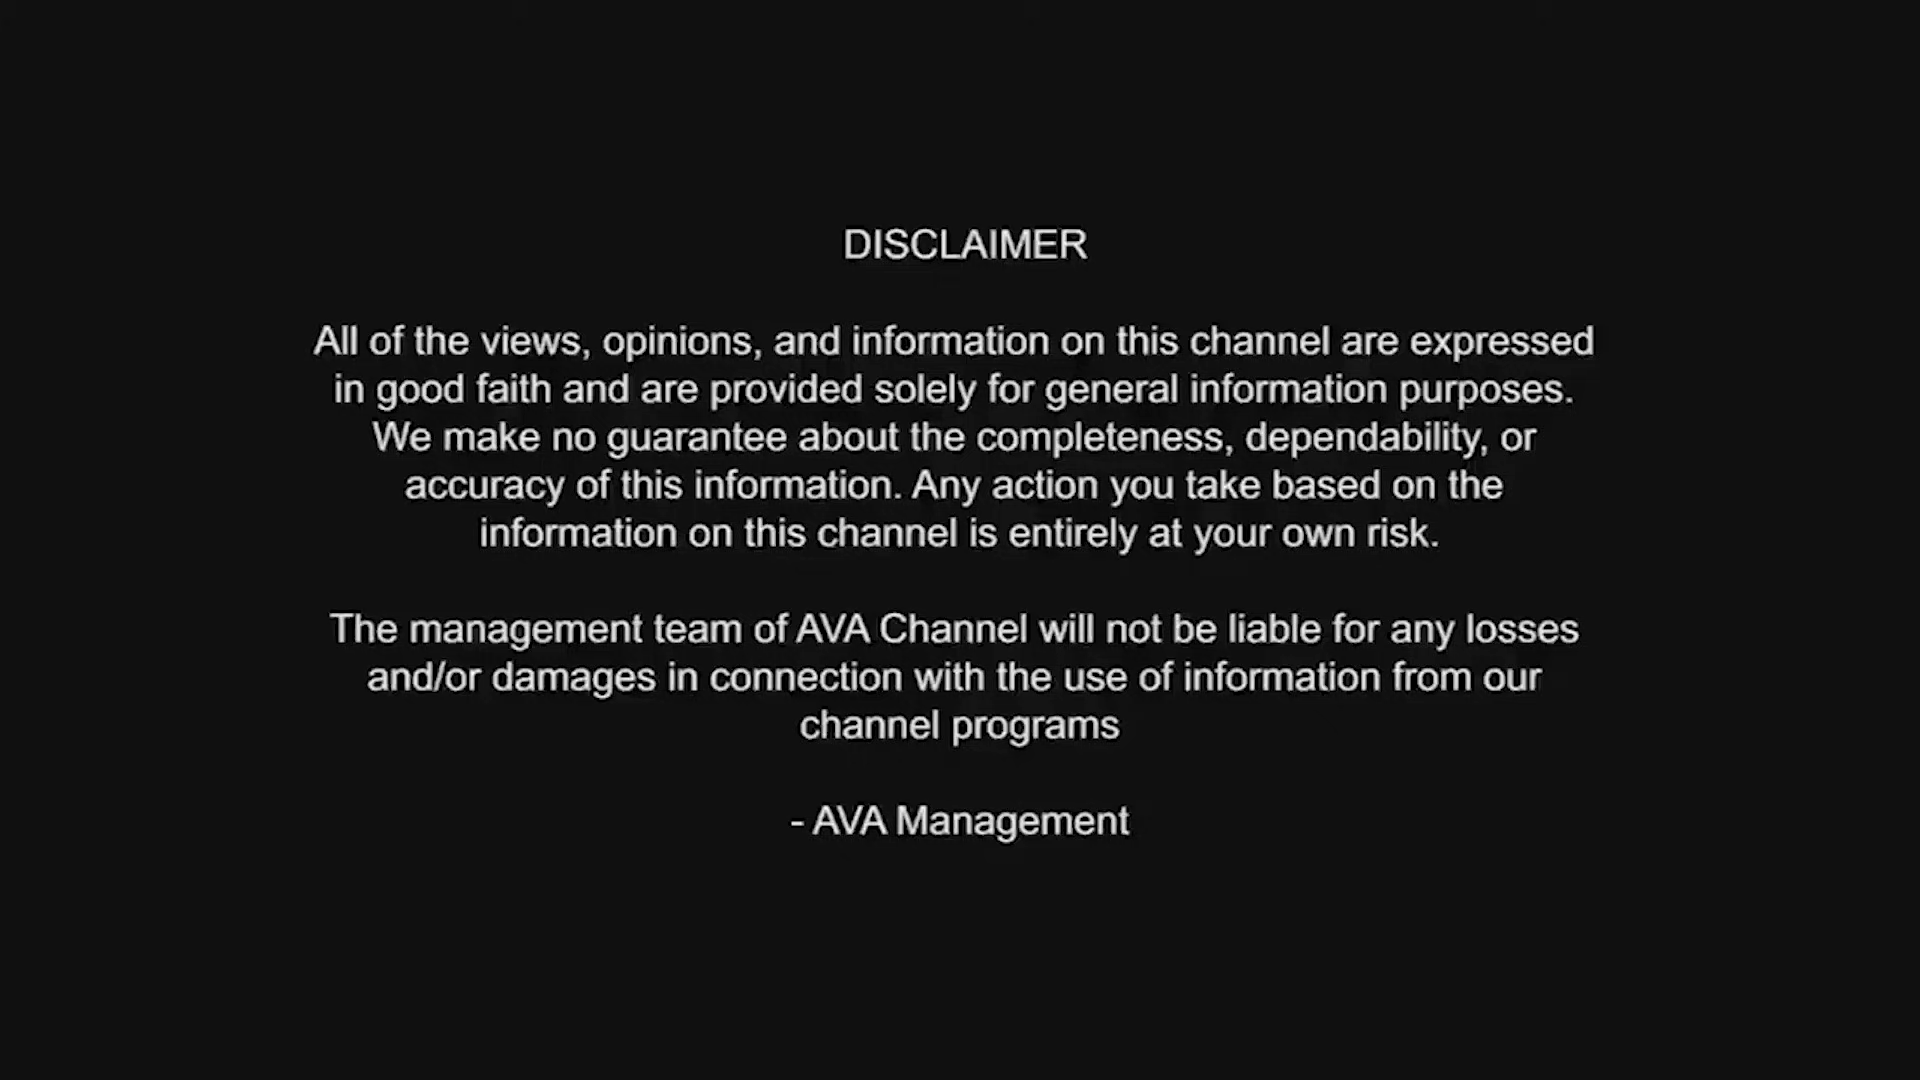 DISCLAIMER
All of the views, opinions, and information on this channel are expressed
in good faith and are provided solely for general information purposes.
We make no guarantee about the completeness, dependability, or
accuracy of this information. Any action you take based on the
information on this channel is entirely at your own risk.
The management team of AVA Channel will not be liable for any losses
and/or damages in connection with the use of information from our
channel programs
- AVA Management